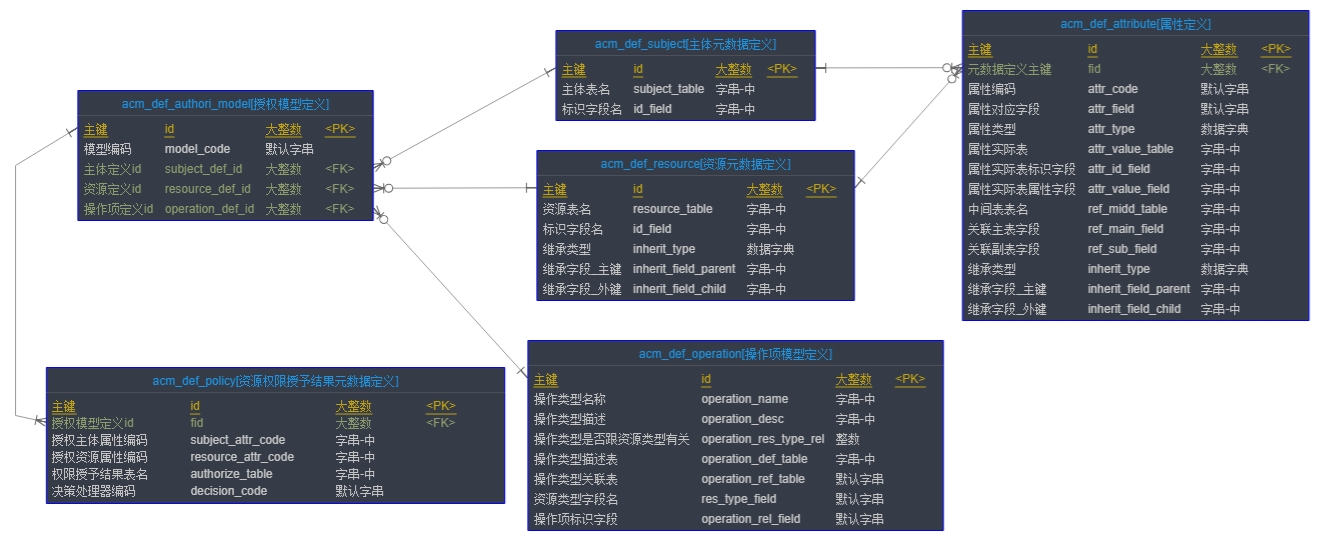 acm_def_authori_model[授权模型定义]
主键 id 大整数 <PK>
模型编码 model_code 默认字串
主体定义id subject_def_id 大整数 <FK>
资源定义id resource_def_id 大整数 <FK>
操作项定义id operation_def_id 大整数 <FK>
acm_def_subject[主体元数据定义]
主键 id 大整数 <PK>
主体表名 subject_table 字串-中
标识字段名 id_field 字串-中
acm_def_attribute[属性定义]
主键 id 大整数 <PK>
元数据定义主键 fid 大整数 <FK>
属性编码 attr_code 默认字串
属性对应字段 attr_field 默认字串
属性类型 attr_type 数据字典
属性实际表 attr_value_table 字串-中
属性实际表标识字段 attr_id_field 字串-中
属性实际表属性字段 attr_value_field 字串-中
中间表表名 ref_midd_table 字串-中
关联主表字段 ref_main_field 字串-中
关联副表字段 ref_sub_field 字串-中
继承类型 inherit_type 数据字典
继承字段_主键 inherit_field_parent 字串-中
继承字段_外键 inherit_field_child 字串-中
acm_def_resource[资源元数据定义]
主键 id 大整数 <PK>
资源表名 resource_table 字串-中
标识字段名 id_field 字串-中
继承类型 inherit_type 数据字典
继承字段_主键 inherit_field_parent 字串-中
继承字段_外键 inherit_field_child 字串-中
acm_def_policy[资源权限授予结果元数据定义]
主键 id 大整数 <PK>
授权模型定义id fid 大整数 <FK>
授权主体属性编码 subject_attr_code 字串-中
授权资源属性编码 resource_attr_code 字串-中
权限授予结果表名 authorize_table 字串-中
决策处理器编码 decision_code 默认字串
acm_def_operation[操作项模型定义]
主键 id 大整数 <PK>
操作类型名称 operation_name 字串-中
操作类型描述 operation_desc 字串-中
操作类型是否跟资源类型有关 operation_res_type_rel 整数
操作类型描述表 operation_def_table 字串-中
操作类型关联表 operation_ref_table 默认字串
资源类型字段名 res_type_field 默认字串
操作项标识字段 operation_rel_field 默认字串